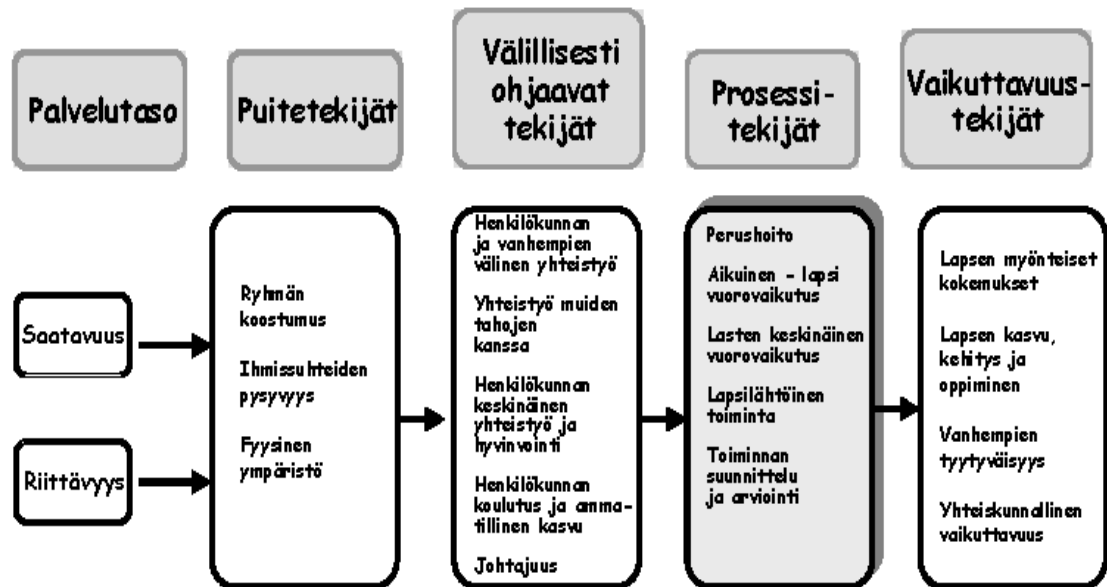 Palvelutaso
Puitetekijät
Välillisesti
ohjaavat
tekijät
Prosessi-
tekijät
Vaikuttavuus-
tekijät
Saatavuus
Riittävyys
Ryhmän
koostumus
Ihmissuhteiden
pysyvyys
Fyysinen
ympäristö
Henkilökunnan
ja vanhempien
välinen yhteistyö
Yhteistyö muiden
tahojen
kanssa
Henkilökunnan
keskinäinen
yhteistyö ja
hyvinvointi
Henkilökunnan
koulutus ja amma-
tillinen kasvu
Johtajuus
Perushoito
Aikuinen - lapsi
vuorovaikutus
Lasten keskinäinen
vuorovaikutus
Lapsilähtöinen
toiminta
Toiminnan
suunnittelu
ja arviointi
Lapsen myönteiset
kokemukset
Lapsen kasvu,
kehitys ja
oppiminen
Vanhempien
tyytyväisyys
Yhteiskunnallinen
vaikuttavuus